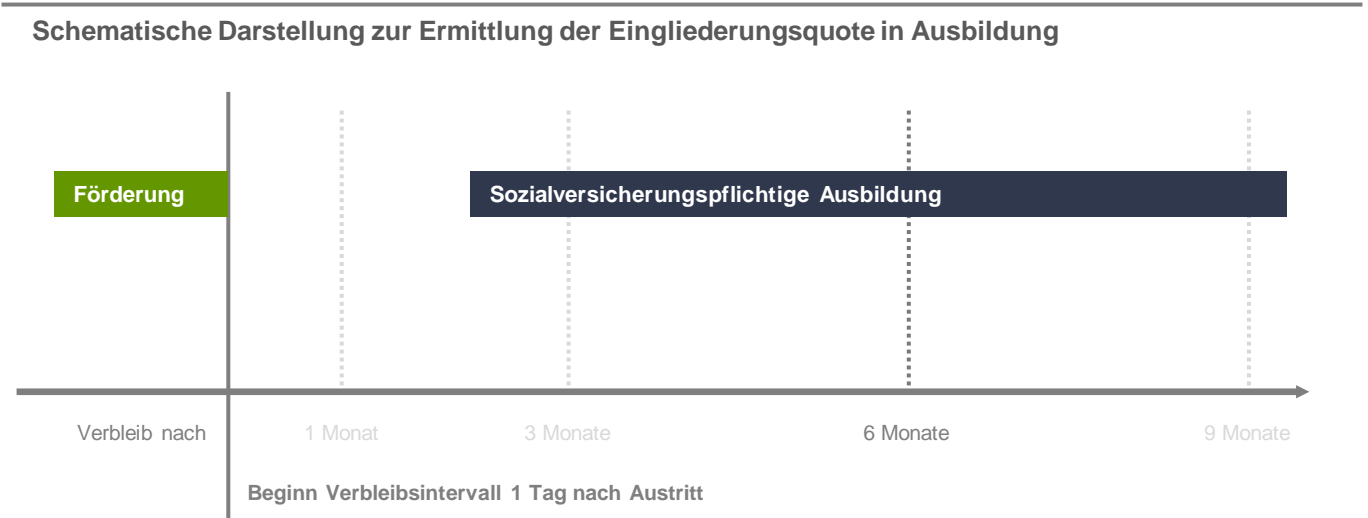 Schematische Darstellung zur Ermittlung der Eingliederungsquote in Ausbildung
Förderung
Sozialversicherungspflichtige Ausbildung
Verbleib nach
1 Monat
3 Monate
6 Monate
9 Monate
Beginn Verbleibsintervall 1 Tag nach Austritt